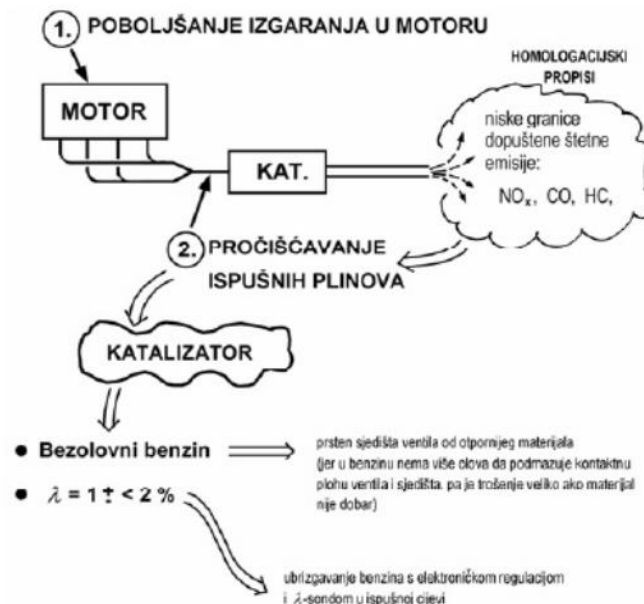 1. POBOLJŠANJE IZGARANJA U MOTORU
HOMOLOGACIJSKI
PROPISI
MOTOR
niske granice
dopuštene štetne
emisije:
NOx, CO, HC,
KAT.
2. PROČIŠĆAVANJE
ISPUŠNIH PLINOVA
KATALIZATOR
• Bezolovni benzin
prsten sjedišta ventila od otpornijeg materijala
(jer u benzinu nema više olova da podmazuje kontaktnu
plohu ventila i sjedišta. pa je trošenje veliko ako materijal
nije dobar)
• λ = 1 ± < 2 %
ubrizgavanje benzina s elektroničkom regulacijom
i λ-sondom u ispušnoj cijevi